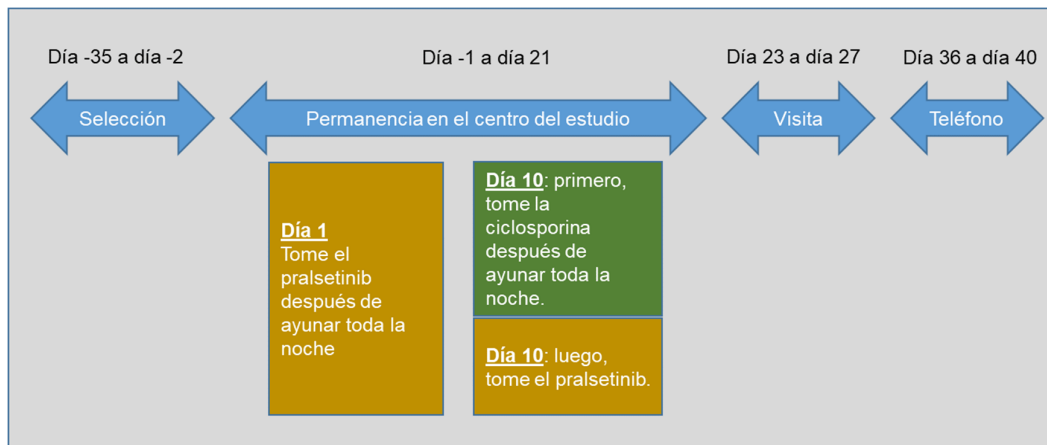 Día -35 a día -2
Día -1 a día 21
Día 23 a día 27
Día 36 a día 40
Selección
Permanencia en el centro del estudio
Visita
Teléfono
Día 1
Tome el
pralsetinib
después de
ayunar toda la
noche
Día 10: primero,
tome la
ciclosporina
después de
ayunar toda la
noche.
Día 10: luego,
tome el pralsetinib.